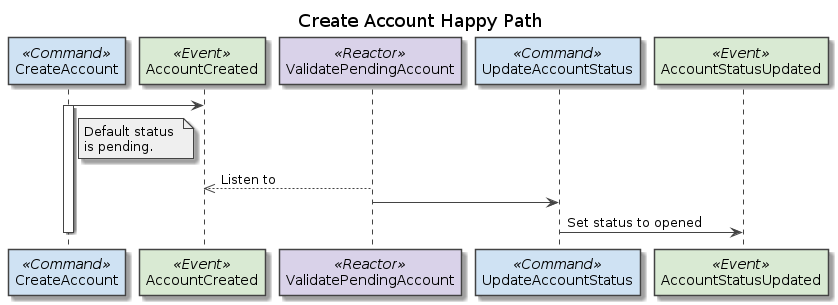 Create Account Happy Path
«Command»
CreateAccount
«Event»
AccountCreated
«Reactor»
ValidatePendingAccount
«Command»
UpdateAccountStatus
«Event»
AccountStatusUpdated
Default status
is pending.
Listen to
Set status to opened
«Command»
CreateAccount
«Event»
AccountCreated
«Reactor»
ValidatePendingAccount
«Command»
UpdateAccountStatus
«Event»
AccountStatusUpdated